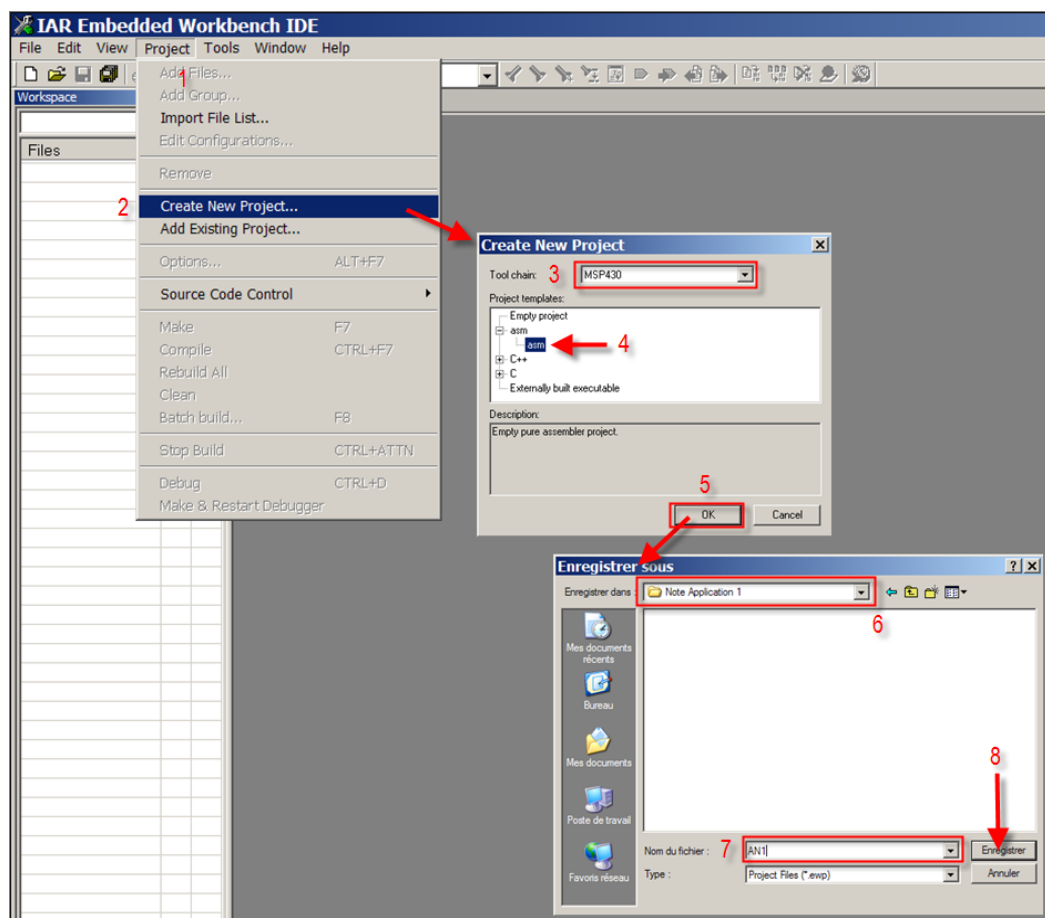 IAR Embedded Workbench IDE
File Edit View Project Tools Window Help
Add Files...
1
Workspace
Add Group...
Import File List...
Files
Edit Configurations...
Remove
2 Create New Project...
Add Existing Project...
Options... ALT+F7
Source Code Control
Make F7
Compile CTRL+F7
Rebuild All
Clean
Batch build... F8
Stop Build CTRL+ATTN
Debug CTRL+D
Make & Restart Debugger
Create New Project
Tool chain: 3 MSP430
Project templates:
Empty project
asm
asm 4
C++
C
Externally built executable
Description:
Empty pure assembler project.
5
OK Cancel
Enregistrer sous
Enregistrer dans : Note Application 1
6
Mes documents
récents
Bureau
Mes documents
Poste de travail
Favoris réseau
8
Nom du fichier : 7 AN1 Enregistrer
Type : Project Files (*.ewp) Annuler